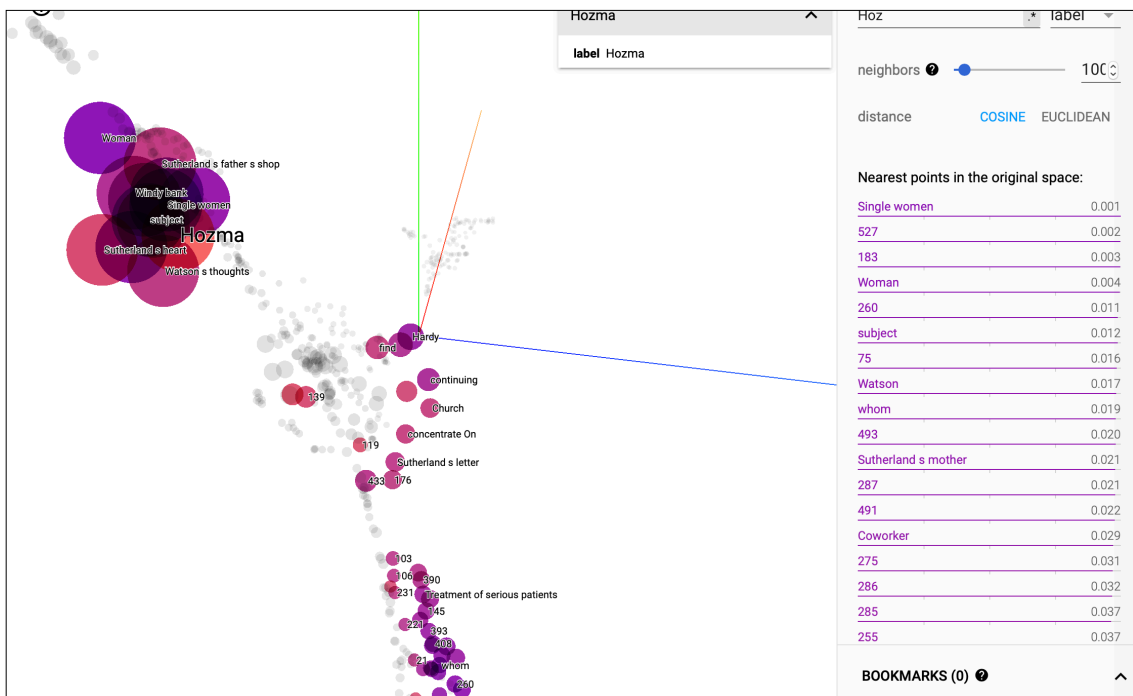 Hozma
label Hozma
Hoz
.*
label
neighbors
100
distance
COSINE
EUCLIDEAN
Nearest points in the original space:
Single women 0.001
527 0.002
183 0.003
Woman 0.004
260 0.011
subject 0.012
75 0.016
Watson 0.017
whom 0.019
493 0.020
Sutherland s mother 0.021
287 0.021
491 0.022
Coworker 0.029
275 0.031
286 0.032
285 0.037
255 0.037
BOOKMARKS (0)
Woman
Sutherland s father s shop
Windy bank
Single women
subject
Hozma
Sutherland s heart
Watson s thoughts
Hardy
find
continuing
139
Church
concentrate On
119
Sutherland s letter
433
176
103
106
390
231
Treatment of serious patients
145
221
393
408
21
whom
260